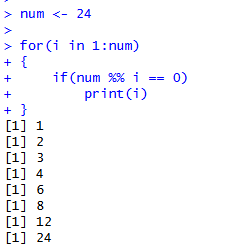 > num <- 24
>
> for(i in 1:num)
+ {
+     if(num %% i == 0)
+         print(i)
+ }
[1] 1
[1] 2
[1] 3
[1] 4
[1] 6
[1] 8
[1] 12
[1] 24